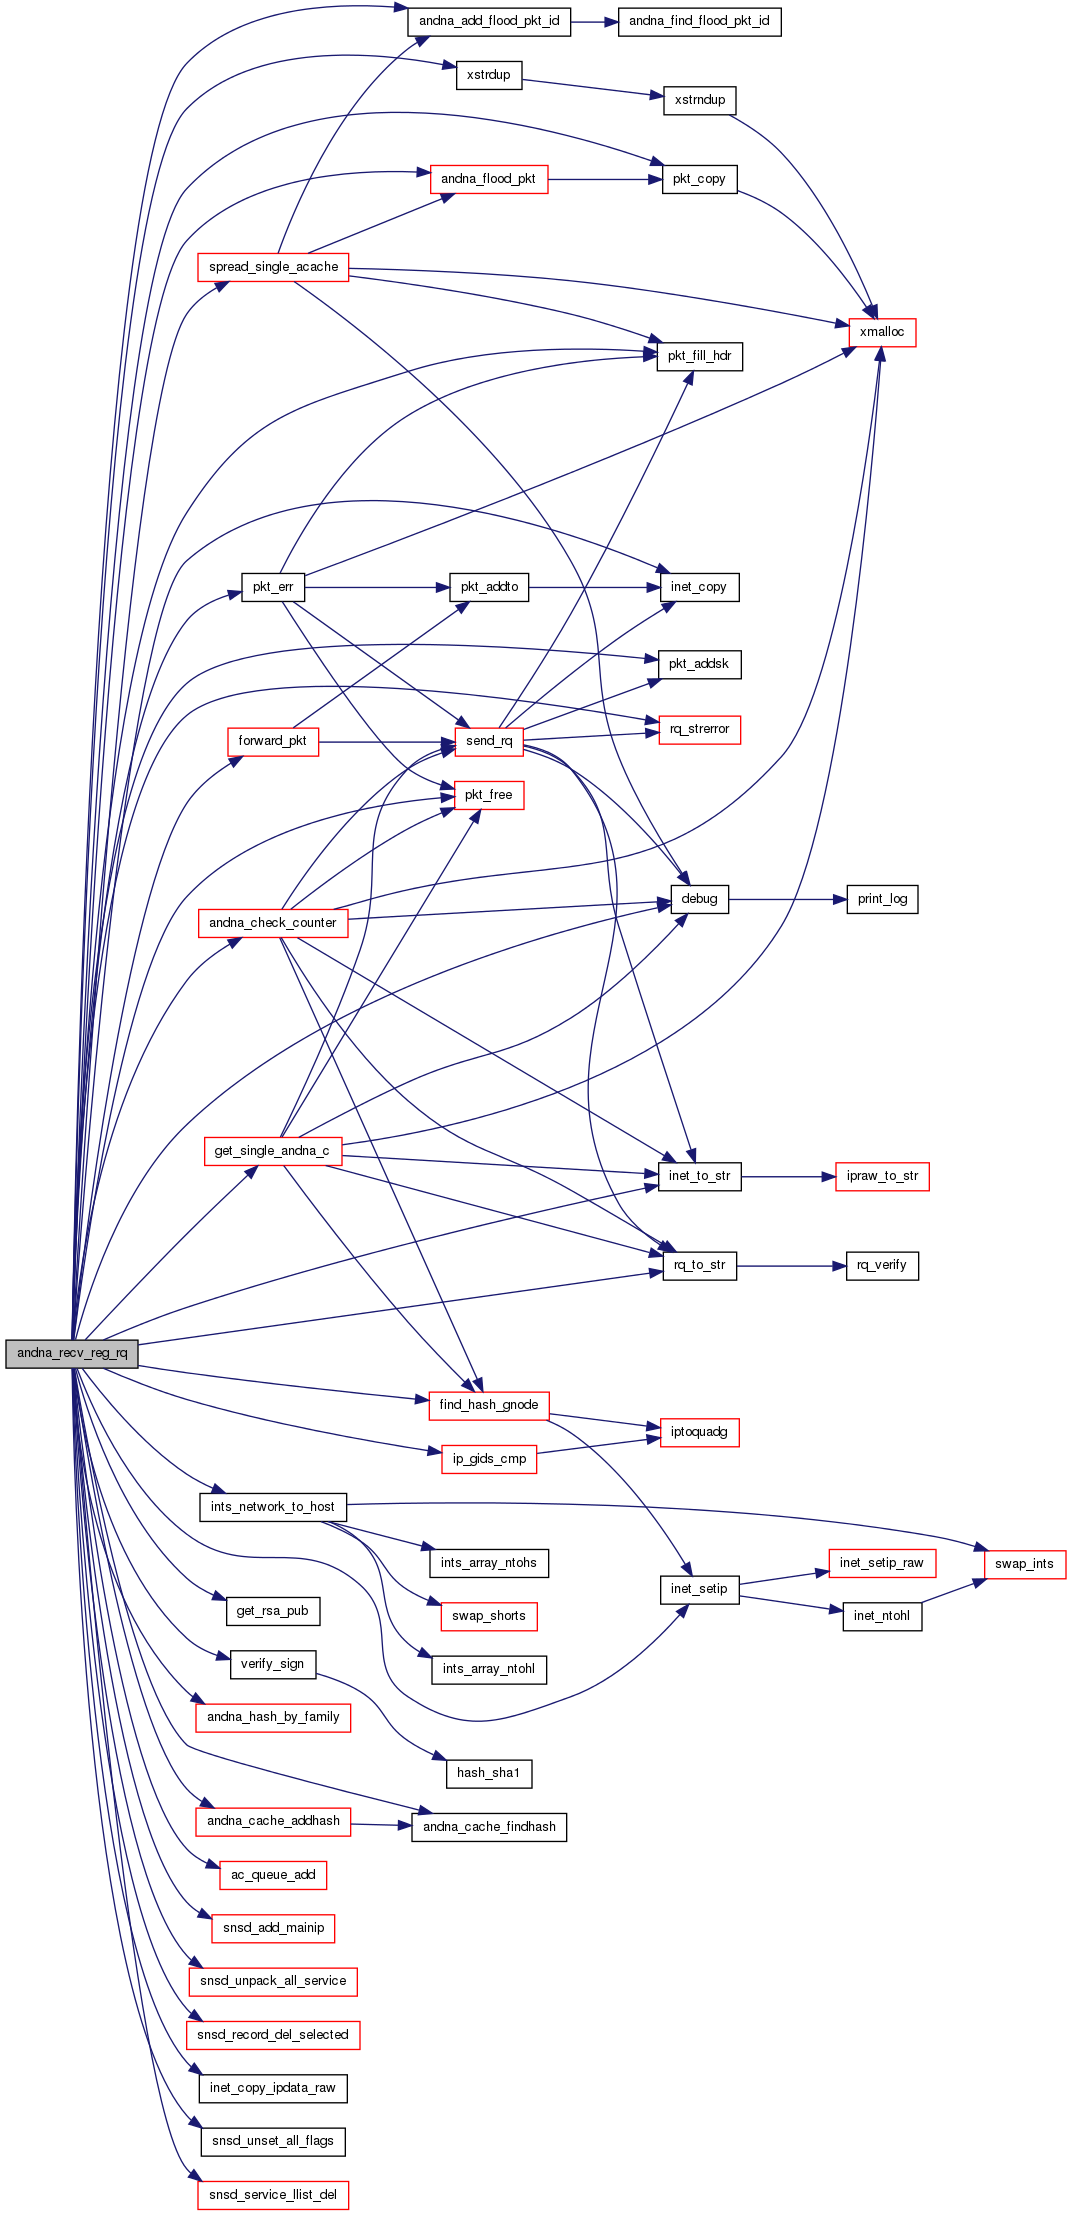 andna_add_flood_pkt_id
andna_find_flood_pkt_id
xstrdup
xstrndup
andna_flood_pkt
pkt_copy
spread_single_acache
xmalloc
pkt_fill_hdr
pkt_err
pkt_addto
inet_copy
pkt_addsk
rq_strerror
forward_pkt
send_rq
pkt_free
debug
print_log
andna_check_counter
get_single_andna_c
inet_to_str
ipraw_to_str
rq_to_str
rq_verify
andna_recv_reg_rq
find_hash_gnode
iptoquadg
ip_gids_cmp
ints_network_to_host
ints_array_ntohs
inet_setip_raw
swap_ints
inet_setip
get_rsa_pub
swap_shorts
inet_ntohl
verify_sign
ints_array_ntohl
andna_hash_by_family
hash_sha1
andna_cache_addhash
andna_cache_findhash
ac_queue_add
snsd_add_mainip
snsd_unpack_all_service
snsd_record_del_selected
inet_copy_ipdata_raw
snsd_unset_all_flags
snsd_service_llist_del